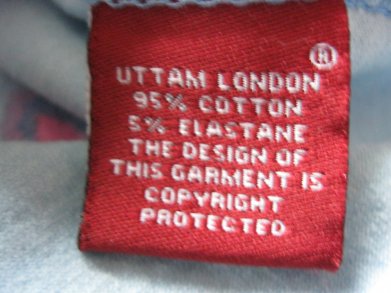 ®
UTTAM LONDON
95% COTTON
5% ELASTANE
THE DESIGN OF
THIS GARMENT IS
COPYRIGHT
PROTECTED